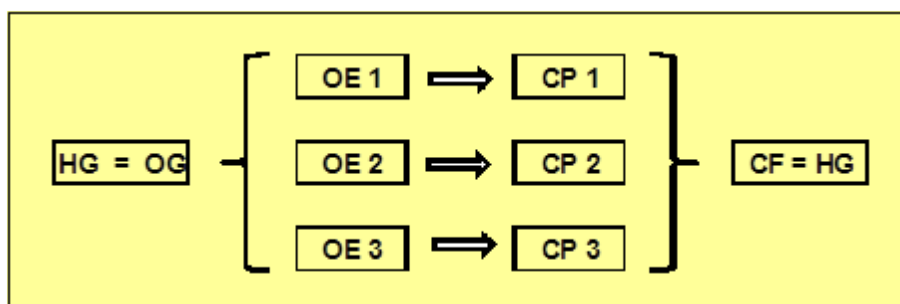 OE 1 CP 1
HG = OG OE 2 CP 2 CF = HG
OE 3 CP 3